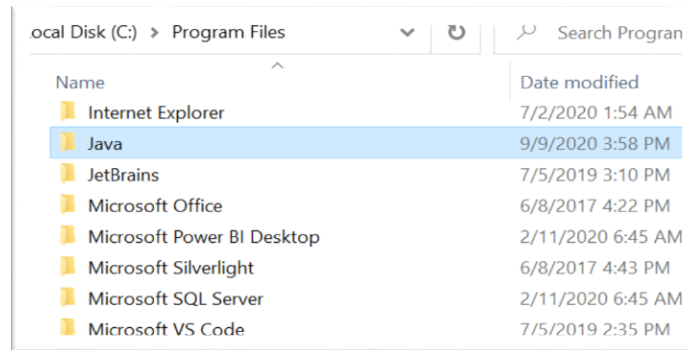 ocal Disk (C:) > Program Files Search Program
Name Date modified
Internet Explorer 7/2/2020 1:54 AM
Java 9/9/2020 3:58 PM
JetBrains 7/5/2019 3:10 PM
Microsoft Office 6/8/2017 4:22 PM
Microsoft Power BI Desktop 2/11/2020 6:45 AM
Microsoft Silverlight 6/8/2017 4:43 PM
Microsoft SQL Server 2/11/2020 6:45 AM
Microsoft VS Code 7/5/2019 2:35 PM